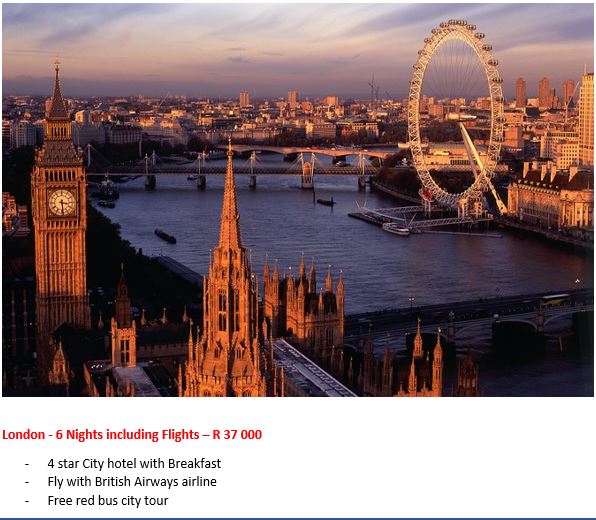 London - 6 Nights including Flights – R 37 000
- 4 star City hotel with Breakfast
- Fly with British Airways airline
- Free red bus city tour